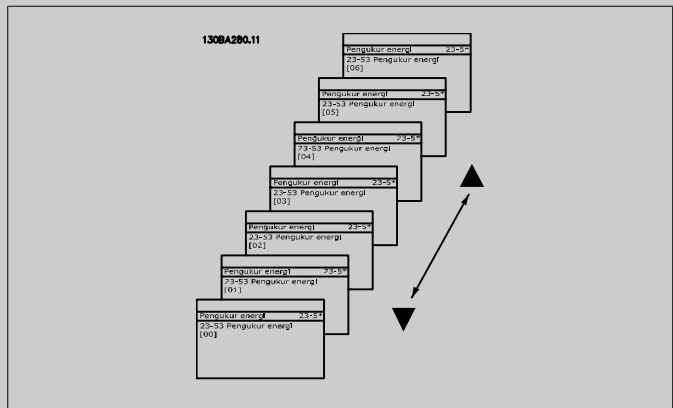 130BA280.11
Pengukur energi 23-5*
23-53 Pengukur energi
[06]
Pengukur energi 23-5*
23-53 Pengukur energi
[05]
Pengukur energi 23-5*
23-53 Pengukur energi
[04]
Pengukur energi 23-5*
23-53 Pengukur energi
[03]
Pengukur energi 23-5*
23-53 Pengukur energi
[02]
Pengukur energi 23-5*
23-53 Pengukur energi
[01]
Pengukur energi 23-5*
23-53 Pengukur energi
[00]